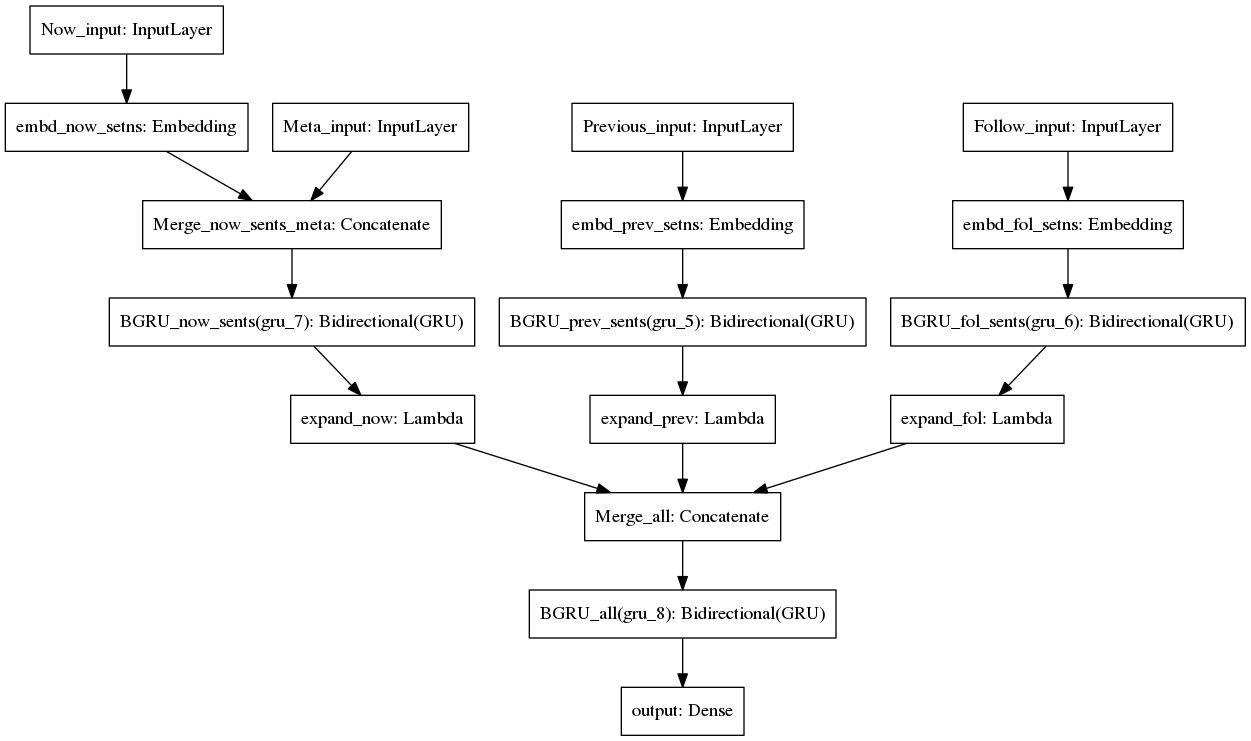 Now_input: InputLayer
embd_now_setns: Embedding
Meta_input: InputLayer
Previous_input: InputLayer
Follow_input: InputLayer
Merge_now_sents_meta: Concatenate
embd_prev_setns: Embedding
embd_fol_setns: Embedding
BGRU_now_sents(gru_7): Bidirectional(GRU)
BGRU_prev_sents(gru_5): Bidirectional(GRU)
BGRU_fol_sents(gru_6): Bidirectional(GRU)
expand_now: Lambda
expand_prev: Lambda
expand_fol: Lambda
Merge_all: Concatenate
BGRU_all(gru_8): Bidirectional(GRU)
output: Dense